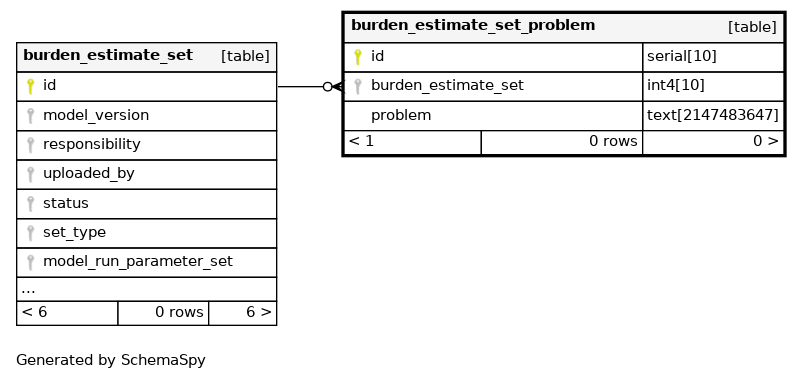 burden_estimate_set [table]
id
model_version
responsibility
uploaded_by
status
set_type
model_run_parameter_set
...
< 6 0 rows 6 >
burden_estimate_set_problem [table]
id serial[10]
burden_estimate_set int4[10]
problem text[2147483647]
< 1 0 rows 0 >
Generated by SchemaSpy